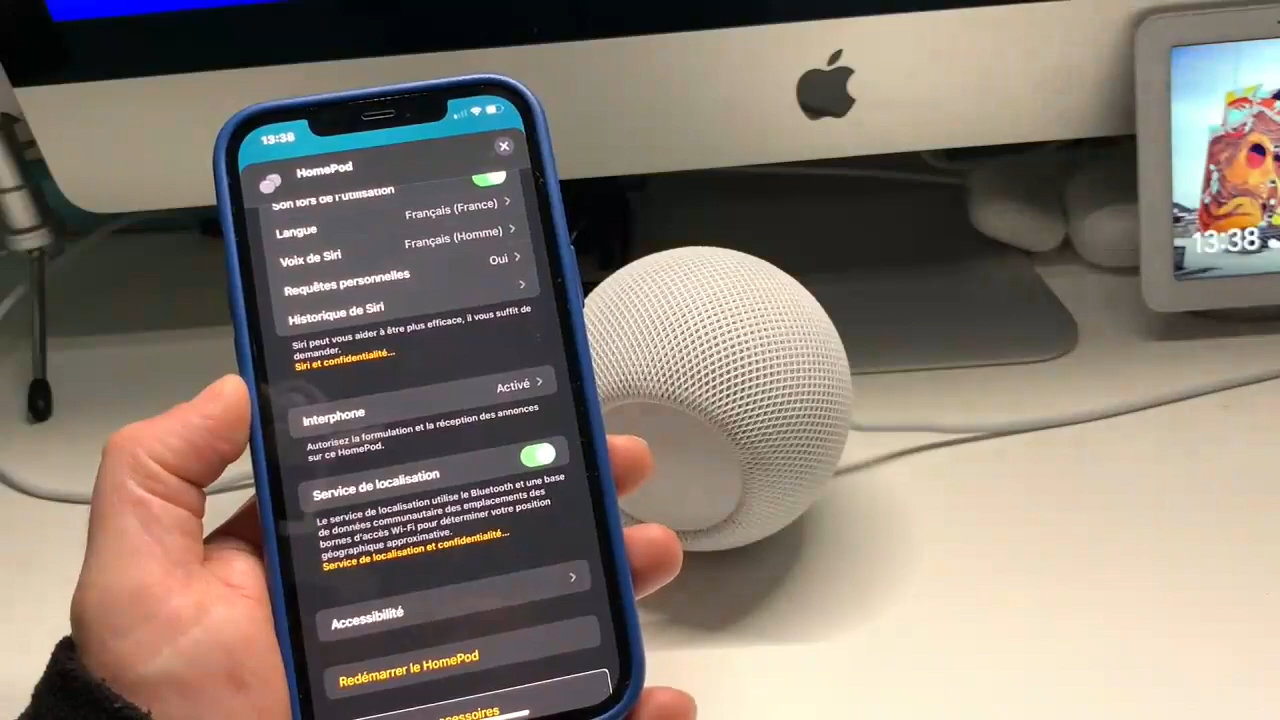 13:38
HomePod
Son lors de l'utilisation
Langue Français (France)
Voix de Siri Français (Homme)
Requêtes personnelles Oui
Historique de Siri
Siri peut vous aider à être plus efficace, il vous suffit de
demander.
Siri et confidentialité...
Interphone Activé
Autorisez la formulation et la réception des annonces
sur ce HomePod.
Service de localisation
Le service de localisation utilise le Bluetooth et une base
de données communautaire des emplacements des
bornes d'accès Wi-Fi pour déterminer votre position
géographique approximative.
Service de localisation et confidentialité...
Accessibilité
Redémarrer le HomePod
13:38